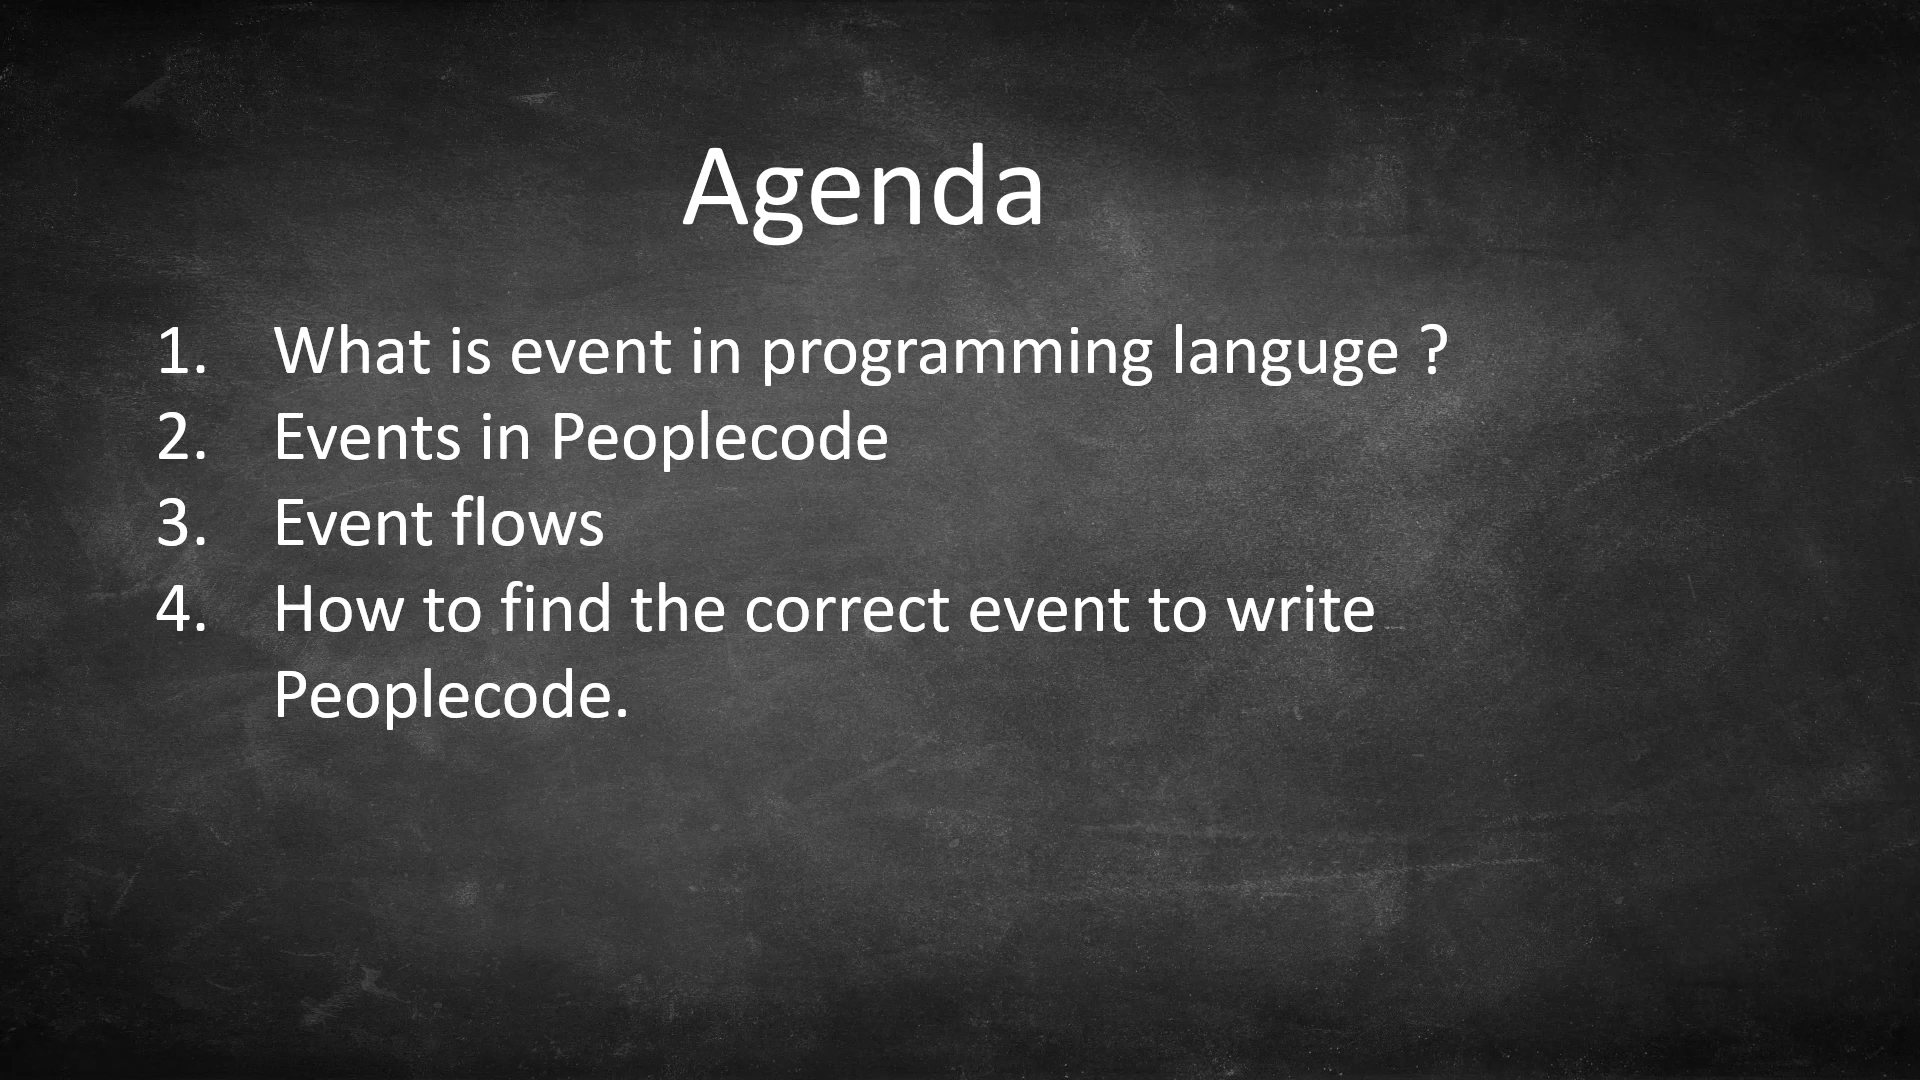 Agenda
1. What is event in programming languge ?
2. Events in Peoplecode
3. Event flows
4. How to find the correct event to write
Peoplecode.